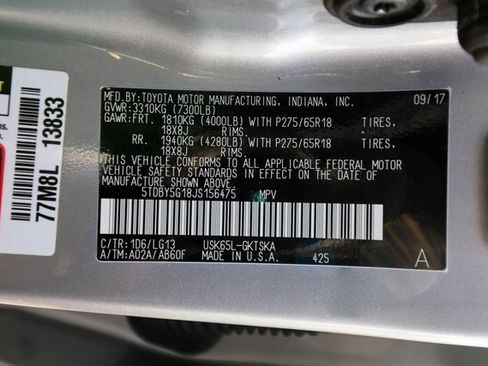 MFD. BY: TOYOTA MOTOR MANUFACTURING, INDIANA, INC. 09/17
GVWR: 3310KG (7300LB)
GAWR: FRT. 1810KG (4000LB) WITH P275/65R18 TIRES,
18X8J RIMS.
RR. 1940KG (4280LB) WITH P275/65R18 TIRES,
18X8J RIMS.
THIS VEHICLE CONFORMS TO ALL APPLICABLE FEDERAL MOTOR
VEHICLE SAFETY STANDARDS IN EFFECT ON THE DATE OF
MANUFACTURE SHOWN ABOVE.
5TDBY5G18JS156475 MPV
C/TR: 1D6/LG13 USK65L-GKTSKA
A/TM: A02A/AB60F MADE IN U.S.A. 425 A
77M8L 13833